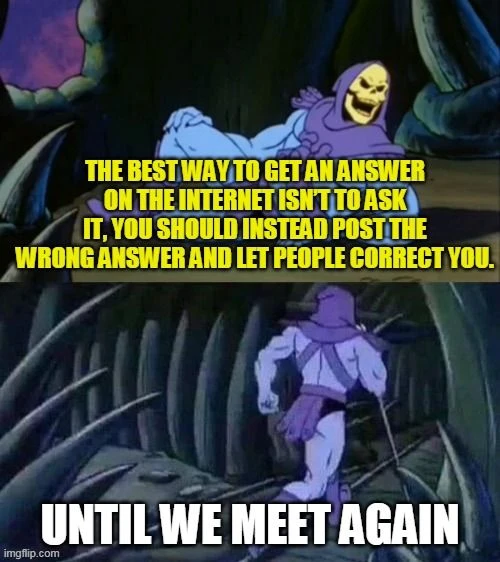 THE BEST WAY TO GET AN ANSWER
ON THE INTERNET ISN'T TO ASK
IT, YOU SHOULD INSTEAD POST THE
WRONG ANSWER AND LET PEOPLE CORRECT YOU.
UNTIL WE MEET AGAIN
imgflip.com